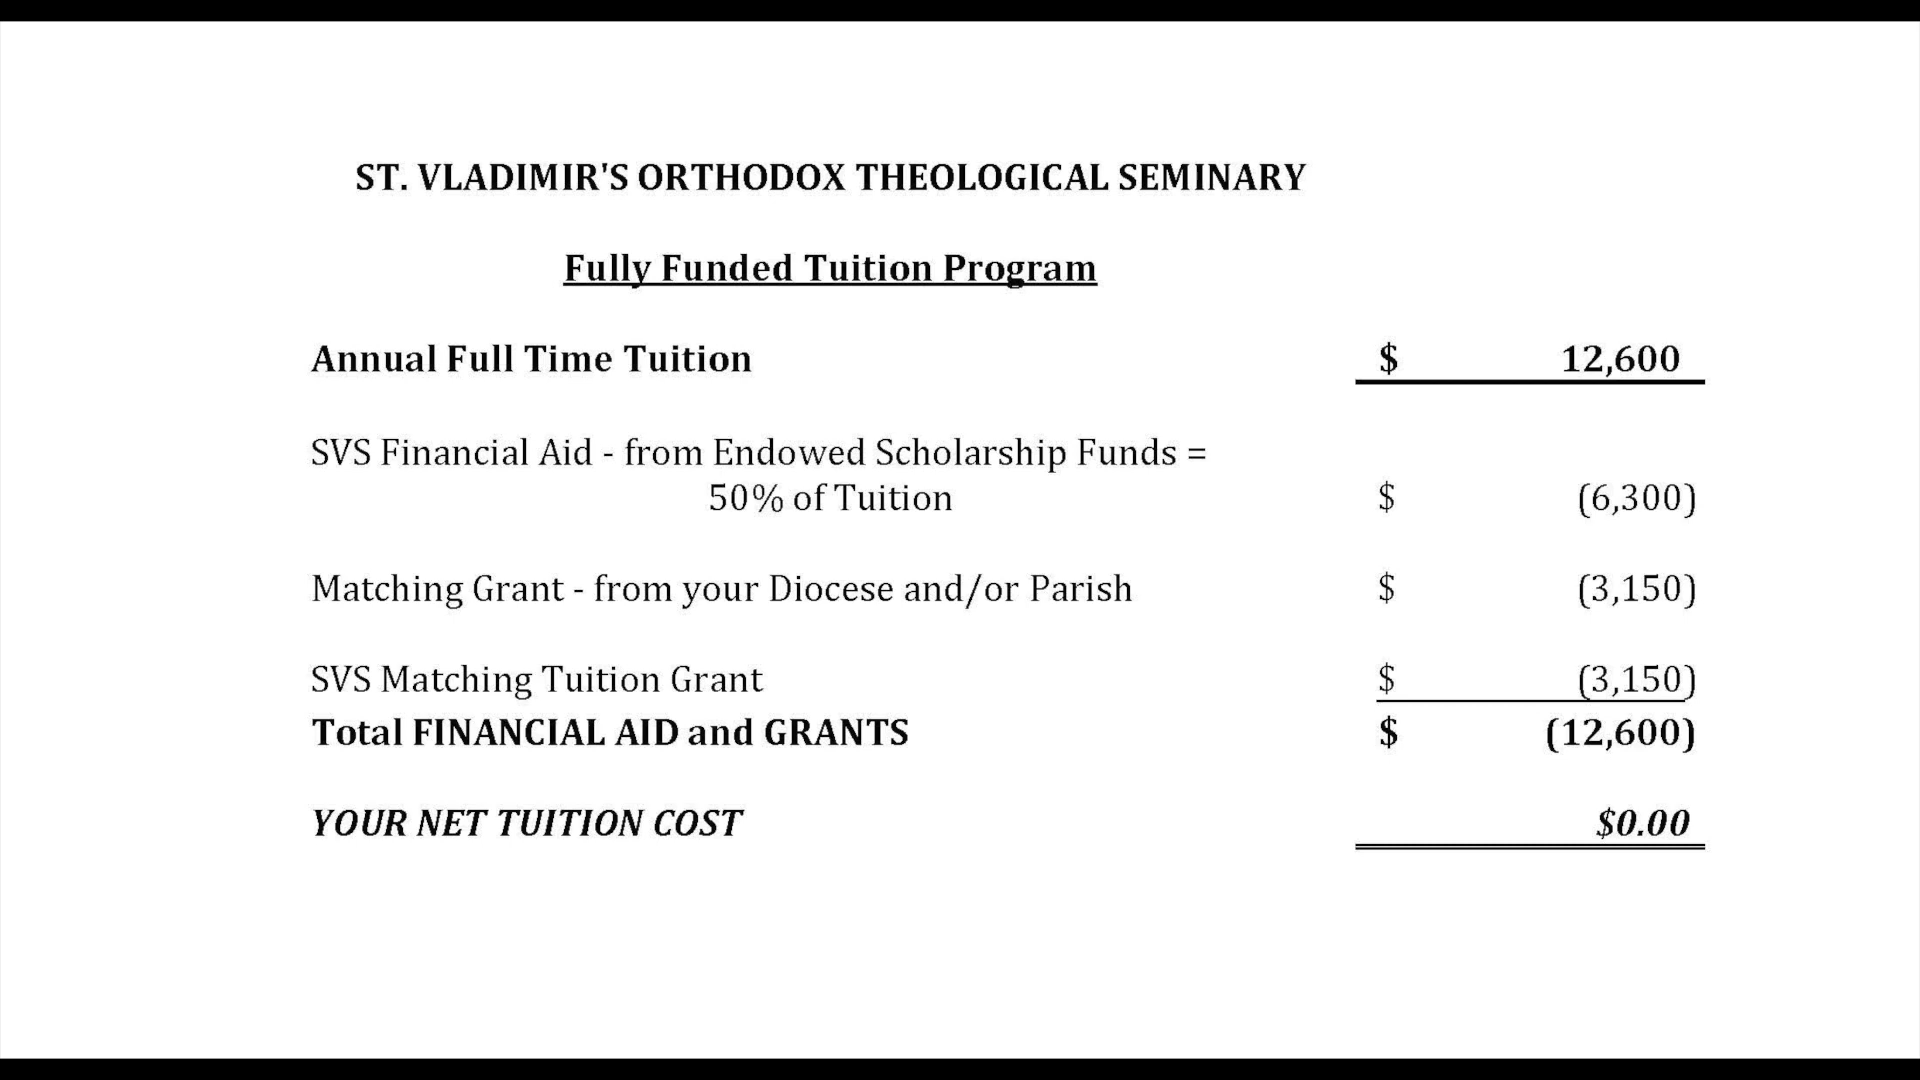 ST. VLADIMIR'S ORTHODOX THEOLOGICAL SEMINARY
Fully Funded Tuition Program
Annual Full Time Tuition $ 12,600
SVS Financial Aid - from Endowed Scholarship Funds =
50% of Tuition $ (6,300)
Matching Grant - from your Diocese and/or Parish $ (3,150)
SVS Matching Tuition Grant $ (3,150)
Total FINANCIAL AID and GRANTS $ (12,600)
YOUR NET TUITION COST $0.00